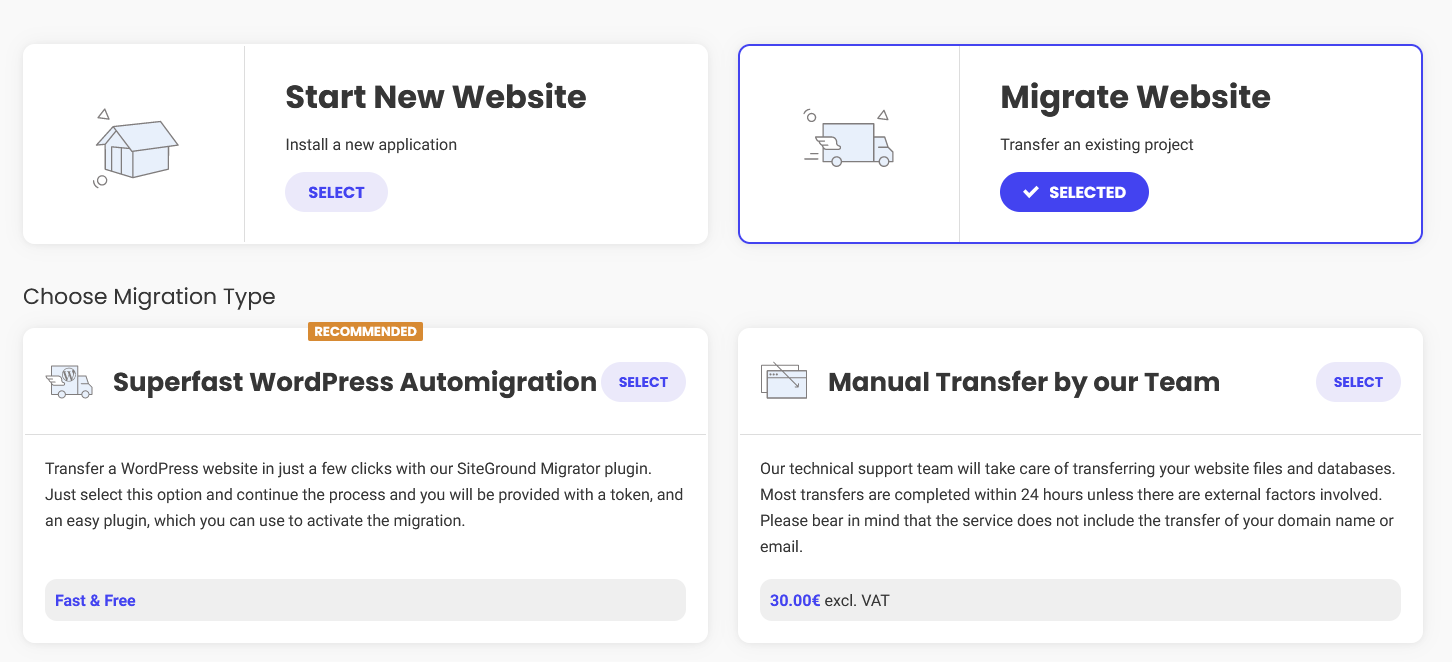 Start New Website
Install a new application
SELECT
Migrate Website
Transfer an existing project
SELECTED
Choose Migration Type
RECOMMENDED
Superfast WordPress Automigration
SELECT
Transfer a WordPress website in just a few clicks with our SiteGround Migrator plugin.
Just select this option and continue the process and you will be provided with a token, and
an easy plugin, which you can use to activate the migration.
Fast & Free
Manual Transfer by our Team
SELECT
Our technical support team will take care of transferring your website files and databases.
Most transfers are completed within 24 hours unless there are external factors involved.
Please bear in mind that the service does not include the transfer of your domain name or
email.
30.00€ excl. VAT